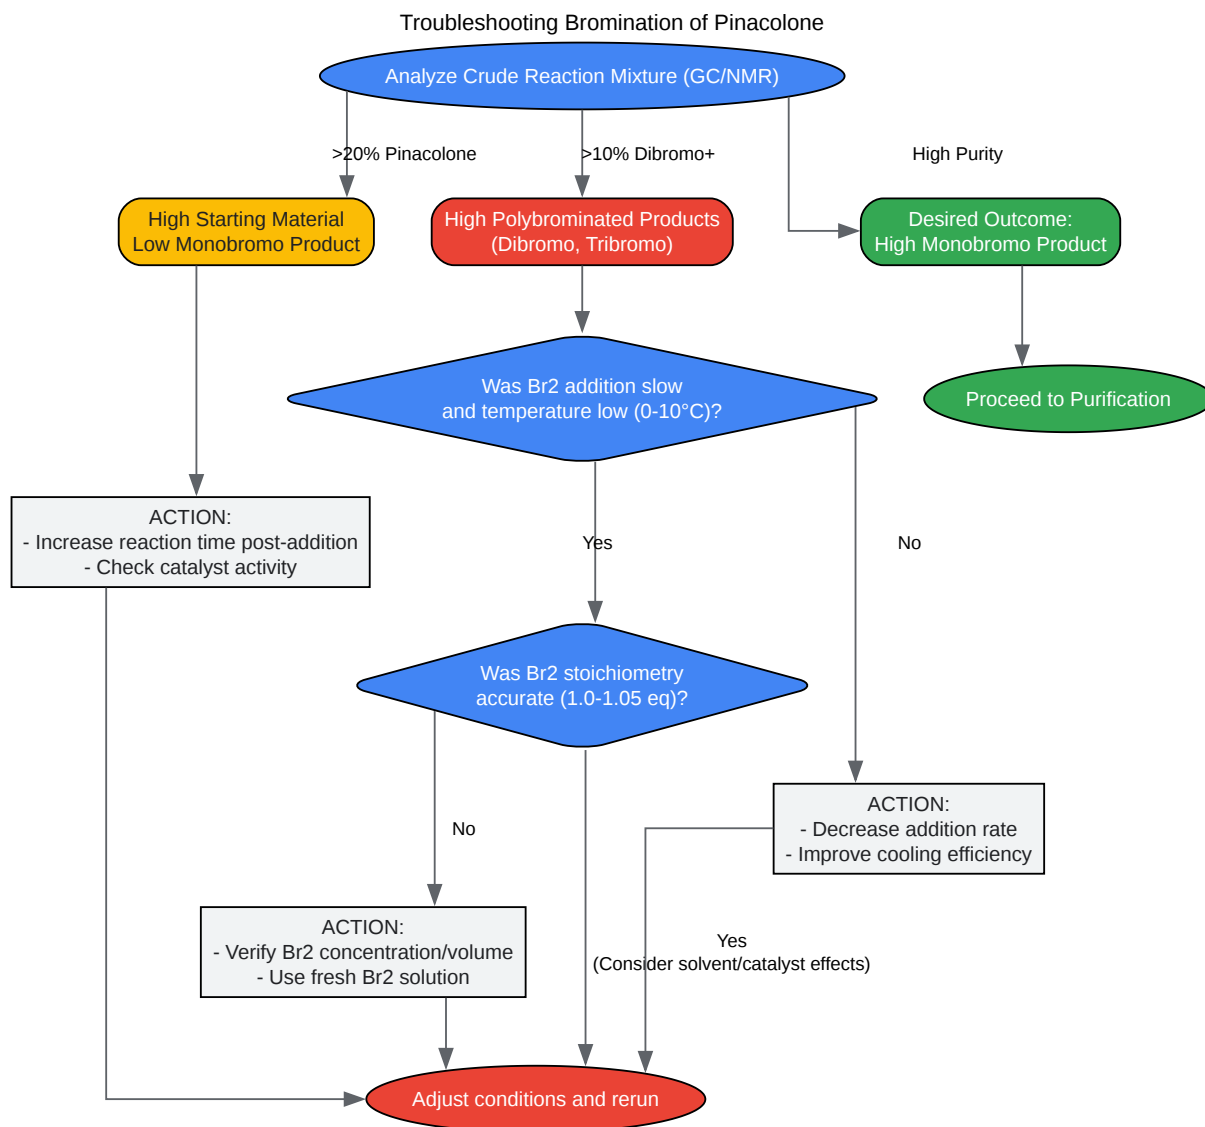 Troubleshooting Bromination of Pinacolone
Analyze Crude Reaction Mixture (GC/NMR)
>20% Pinacolone
>10% Dibromo+
High Purity
High Starting Material
Low Monobromo Product
High Polybrominated Products
(Dibromo, Tribromo)
Desired Outcome:
High Monobromo Product
Was Br2 addition slow
and temperature low (0-10°C)?
Proceed to Purification
ACTION:
- Increase reaction time post-addition
- Check catalyst activity
Yes
No
Was Br2 stoichiometry
accurate (1.0-1.05 eq)?
No
ACTION:
- Decrease addition rate
- Improve cooling efficiency
ACTION:
- Verify Br2 concentration/volume
- Use fresh Br2 solution
Yes
(Consider solvent/catalyst effects)
Adjust conditions and rerun